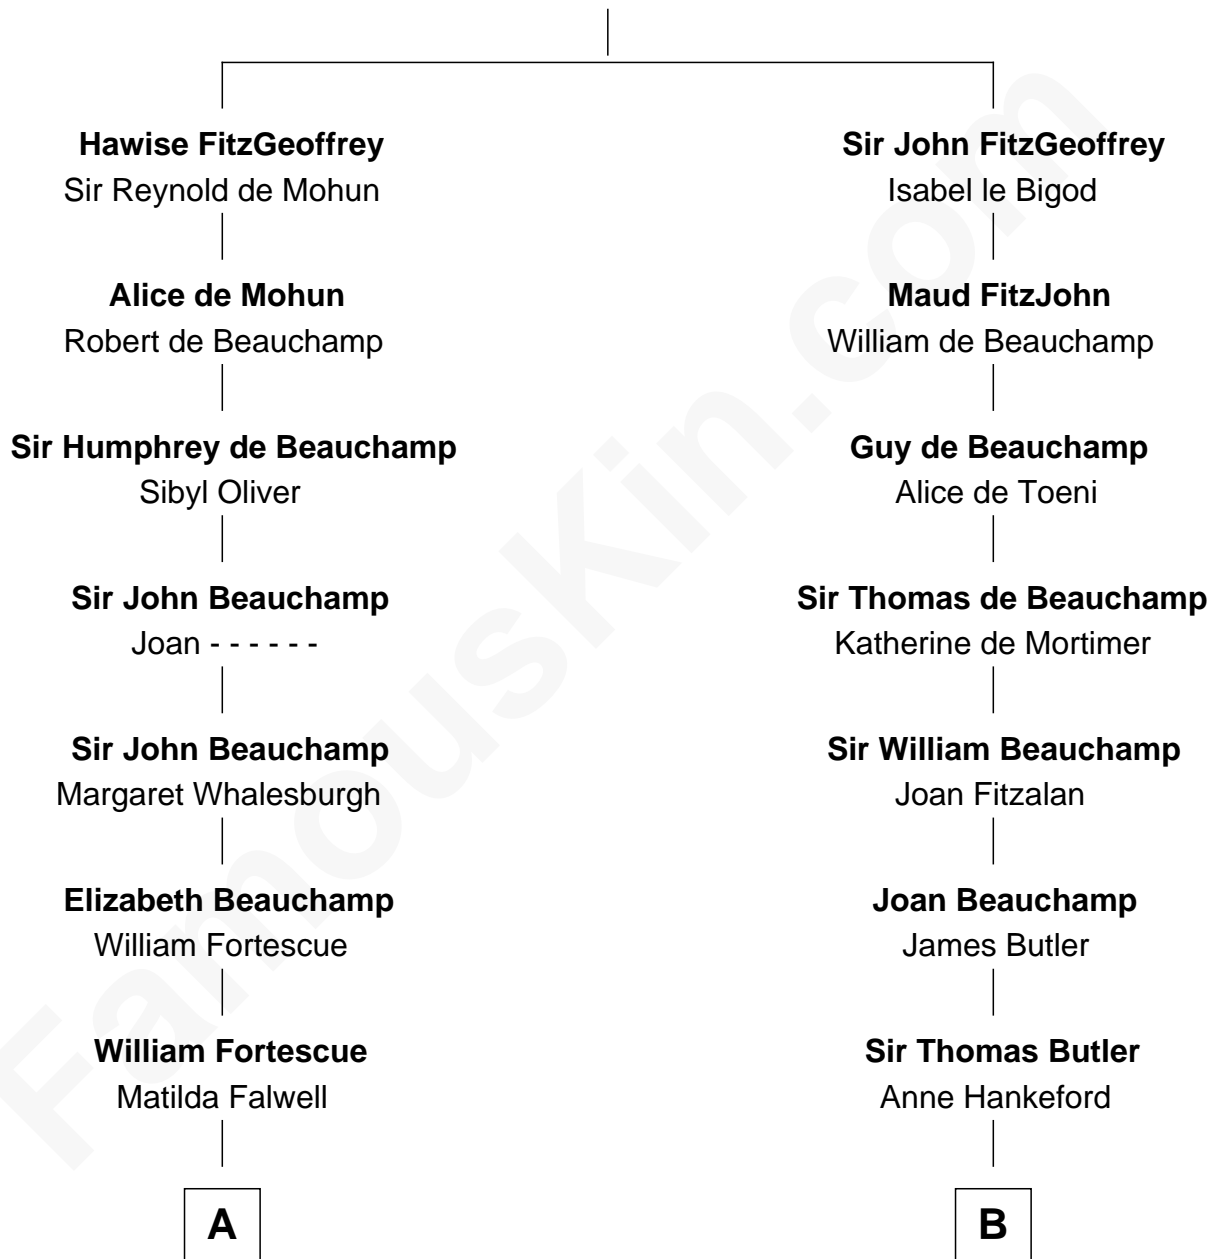 Hawise FitzGeoffrey
Sir Reynold de Mohun
Alice de Mohun
Robert de Beauchamp
Sir Humphrey de Beauchamp
Sibyl Oliver
Sir John Beauchamp
Joan - - - - - -
Sir John Beauchamp
Margaret Whalesburgh
Elizabeth Beauchamp
William Fortescue
William Fortescue
Matilda Falwell
A
Sir John FitzGeoffrey
Isabel le Bigod
Maud FitzJohn
William de Beauchamp
Guy de Beauchamp
Alice de Toeni
Sir Thomas de Beauchamp
Katherine de Mortimer
Sir William Beauchamp
Joan Fitzalan
Joan Beauchamp
James Butler
Sir Thomas Butler
Anne Hankeford
B
FamousKin.com